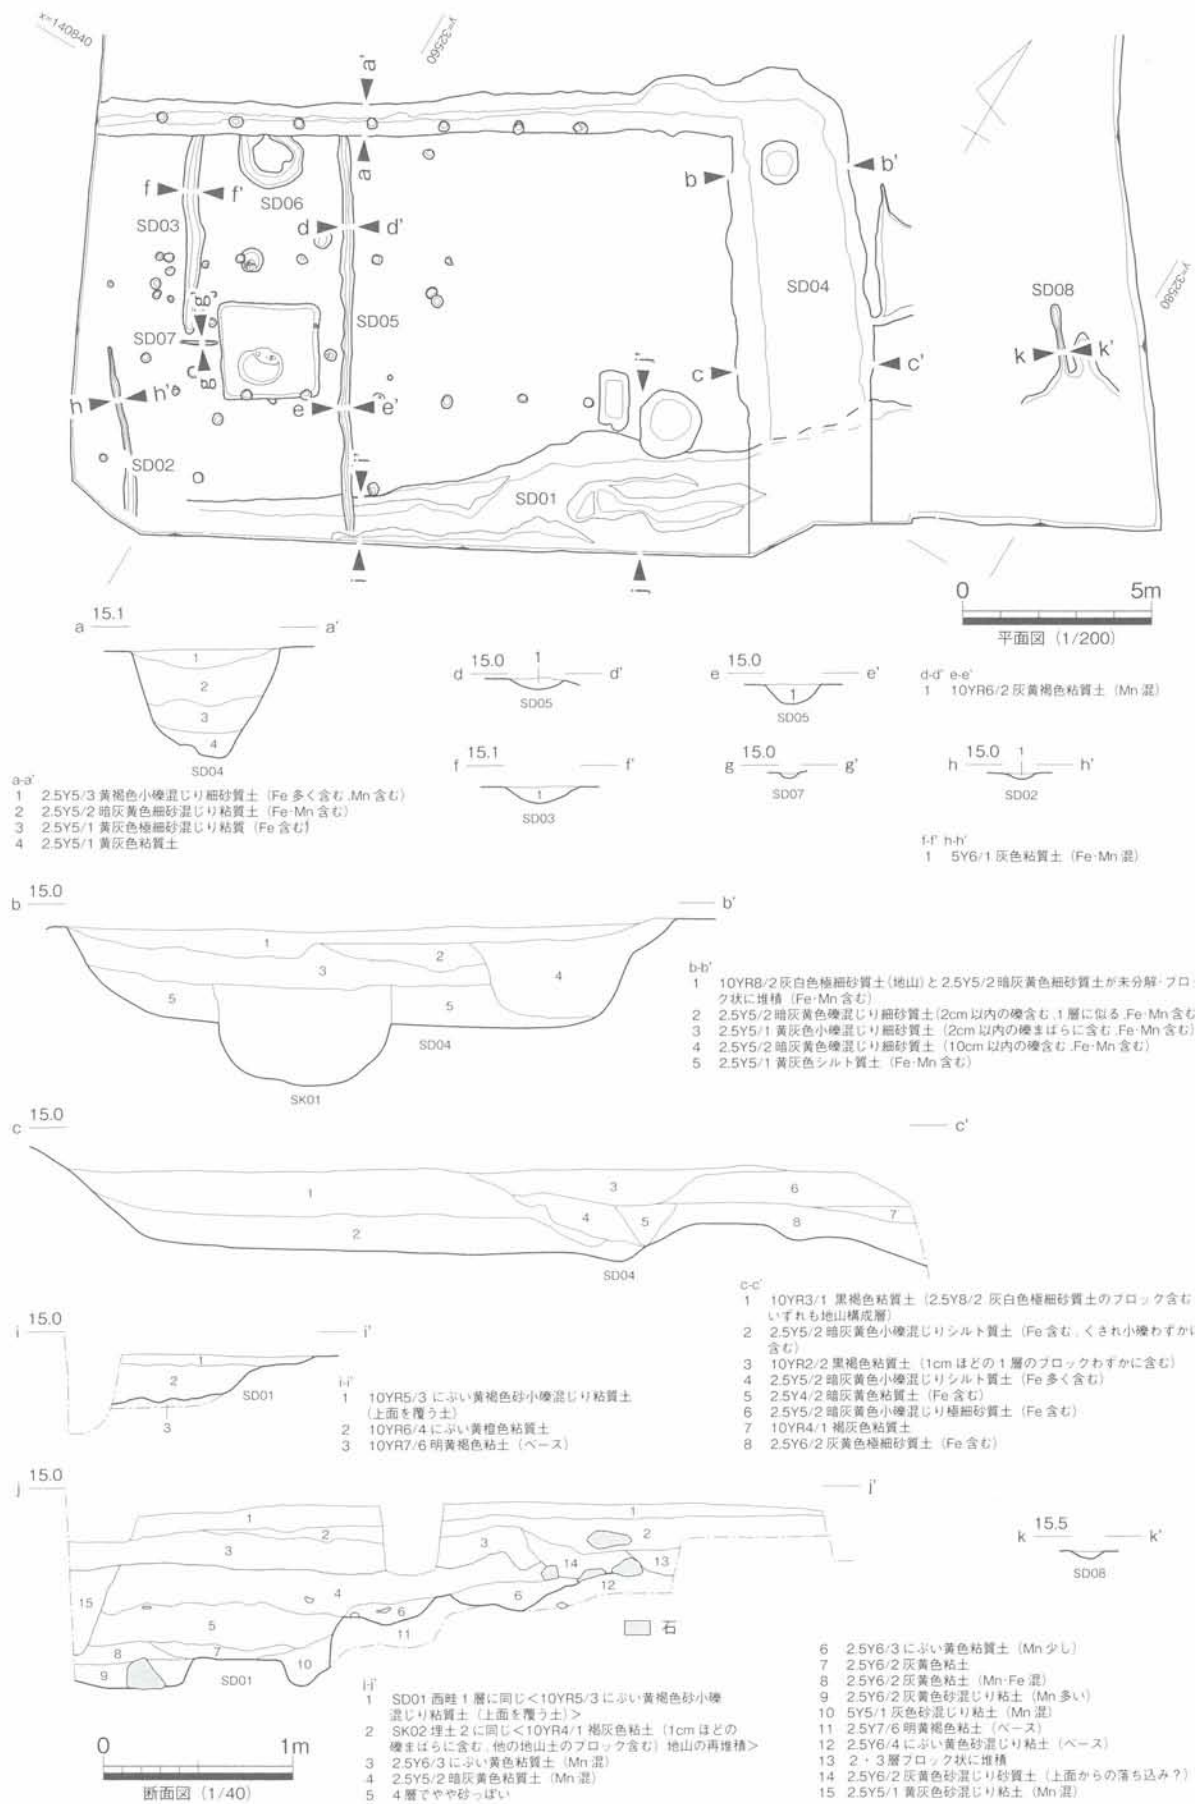 x=140840
y=32560
y=32580
a'
a
b
b'
f
f'
SD06
SD03
d
d'
SD04
SD08
k
k'
SD05
SD07
g'
g
c
c'
j'
h
h'
e
e'
SD02
i'
SD01
i
j
0 5m
平面図 (1/200)
a 15.1 a'
1
2
3
4
SD04
a-a'
1 2.5Y5/3 黄褐色小礫混じり細砂質土 (Fe 多く含む.Mn 含む)
2 2.5Y5/2 暗灰黄色細砂混じり粘質土 (Fe·Mn 含む)
3 2.5Y5/1 黄灰色極細砂混じり粘質 (Fe 含む)
4 2.5Y5/1 黄灰色粘質土
d 15.0 1 d'
SD05
e 15.0 e'
1
SD05
d-d' e-e'
1 10YR6/2 灰黄褐色粘質土 (Mn 混)
f 15.1 f'
1
SD03
g 15.0 g'
SD07
h 15.0 1 h'
SD02
f-f' h-h'
1 5Y6/1 灰色粘質土 (Fe·Mn 混)
b 15.0 b'
1
2
3
4
5
5
SD04
SK01
b-b'
1 10YR8/2 灰白色極細砂質土(地山) と 2.5Y5/2 暗灰黄色細砂質土が未分解·ブロッ
ク状に堆積 (Fe·Mn 含む)
2 2.5Y5/2 暗灰黄色礫混じり細砂質土(2cm 以内の礫含む.1 層に似る.Fe·Mn 含む)
3 2.5Y5/1 黄灰色小礫混じり細砂質土 (2cm 以内の礫まばらに含む.Fe·Mn 含む)
4 2.5Y5/2 暗灰黄色礫混じり細砂質土 (10cm 以内の礫含む.Fe·Mn 含む)
5 2.5Y5/1 黄灰色シルト質土 (Fe·Mn 含む)
c 15.0 c'
1
2
3
4
5
6
7
8
SD04
c-c'
1 10YR3/1 黒褐色粘質土 (2.5Y8/2 灰白色極細砂質土のブロック含む
いずれも地山構成層)
2 2.5Y5/2 暗灰黄色小礫混じりシルト質土 (Fe 含む. くされ小礫わずかに
含む)
3 10YR2/2 黒褐色粘質土 (1cm ほどの 1 層のブロックわずかに含む)
4 2.5Y5/2 暗灰黄色小礫混じりシルト質土 (Fe 多く含む)
5 2.5Y4/2 暗灰黄色粘質土 (Fe 含む)
6 2.5Y5/2 暗灰黄色小礫混じり極細砂質土 (Fe 含む)
7 10YR4/1 褐灰色粘質土
8 2.5Y6/2 灰黄色極細砂質土 (Fe 含む)
i 15.0 i'
1
2
3
SD01
i-i'
1 10YR5/3 にぶい黄褐色砂小礫混じり粘質土
(上面を覆う土)
2 10YR6/4 にぶい黄橙色粘質土
3 10YR7/6 明黄褐色粘土 (ベース)
j 15.0 j'
1
2
3
4
5
6
7
8
9
10
11
15
1
2
3
14
13
12
6
SD01
石
k 15.5 k'
SD08
j-j'
1 SD01 西畦 1 層に同じ<10YR5/3 にぶい黄褐色砂小礫
混じり粘質土 (上面を覆う土)>
2 SK02 埋土 2 に同じ<10YR4/1 褐灰色粘土 (1cm ほどの
礫まばらに含む. 他の地山土のブロック含む) 地山の再堆積>
3 2.5Y6/3 にぶい黄色粘質土 (Mn 混)
4 2.5Y5/2 暗灰黄色粘質土 (Mn 混)
5 4 層でやや砂っぽい
6 2.5Y6/3 にぶい黄色粘質土 (Mn 少し)
7 2.5Y6/2 灰黄色粘土
8 2.5Y6/2 灰黄色粘土 (Mn·Fe 混)
9 2.5Y6/2 灰黄色砂混じり粘土 (Mn 多い)
10 5Y5/1 灰色砂混じり粘土 (Mn 混)
11 2.5Y7/6 明黄褐色粘土 (ベース)
12 2.5Y6/4 にぶい黄色砂混じり粘土 (ベース)
13 2・3層ブロック状に堆積
14 2.5Y6/2 灰黄色砂混じり砂質土 (上面からの落ち込み?)
15 2.5Y5/1 黄灰色砂混じり粘土 (Mn 混)
0 1m
断面図 (1/40)